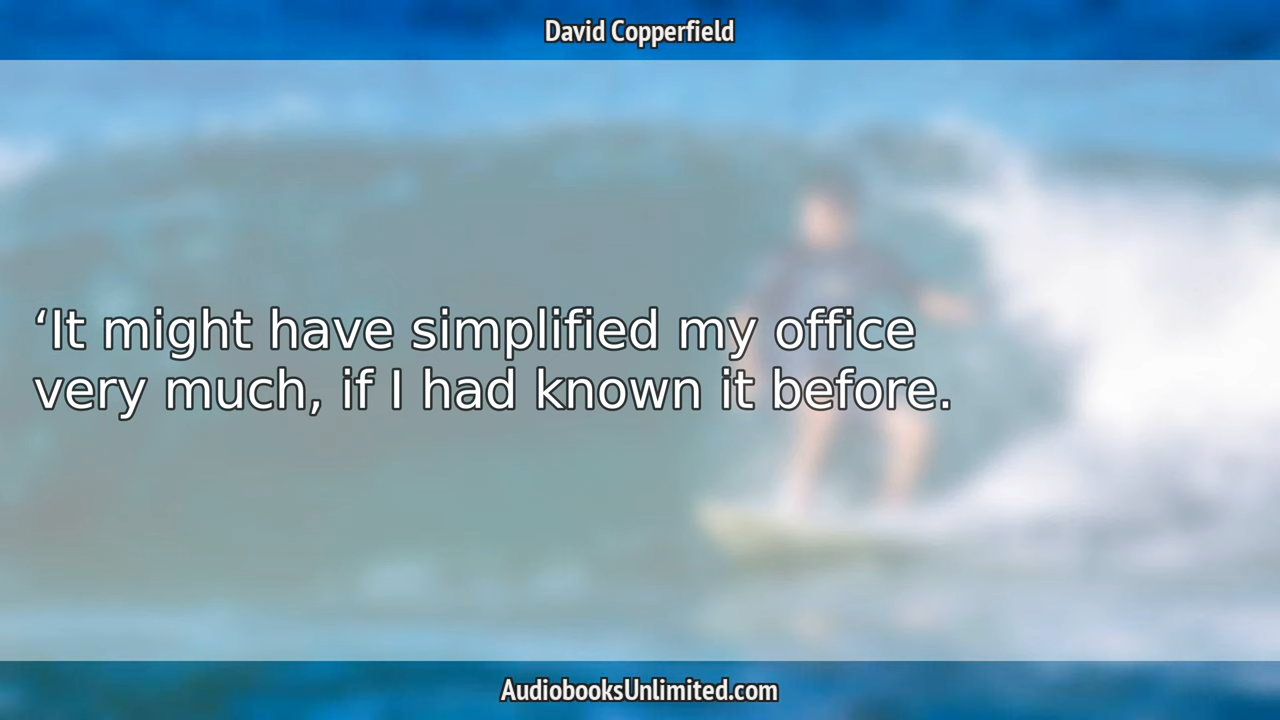 David Copperfield
‘It might have simplified my office
very much, if I had known it before.
AudiobooksUnlimited.com